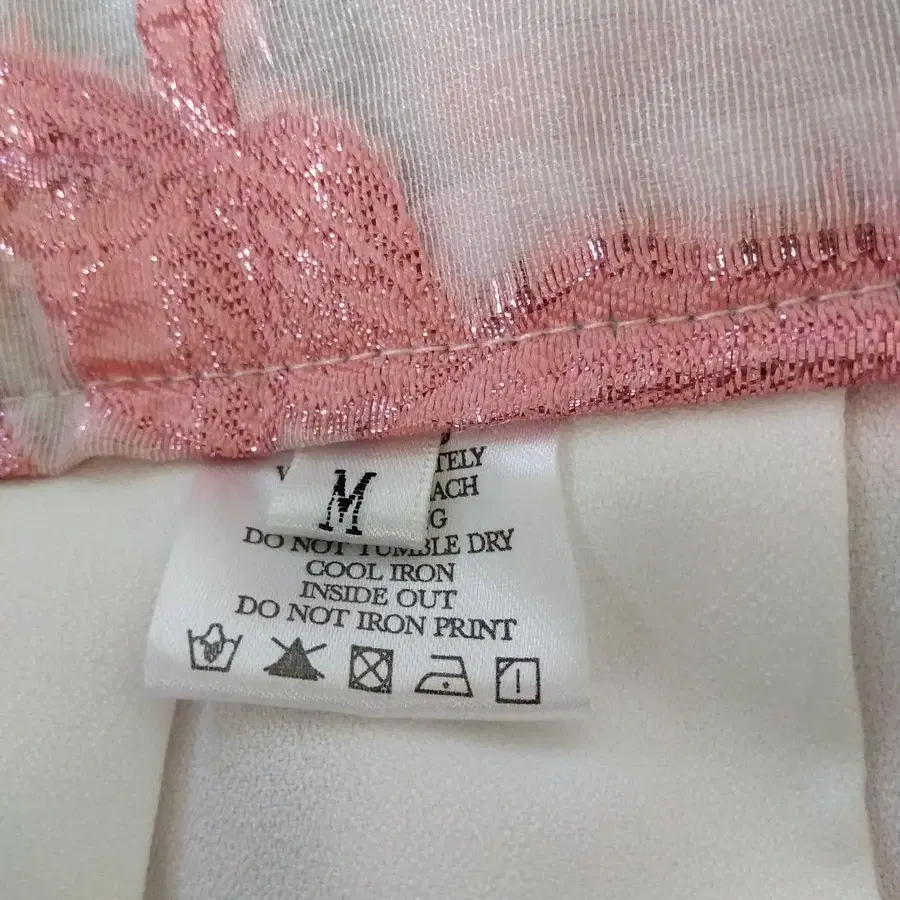 M
DO NOT TUMBLE DRY
COOL IRON
INSIDE OUT
DO NOT IRON PRINT